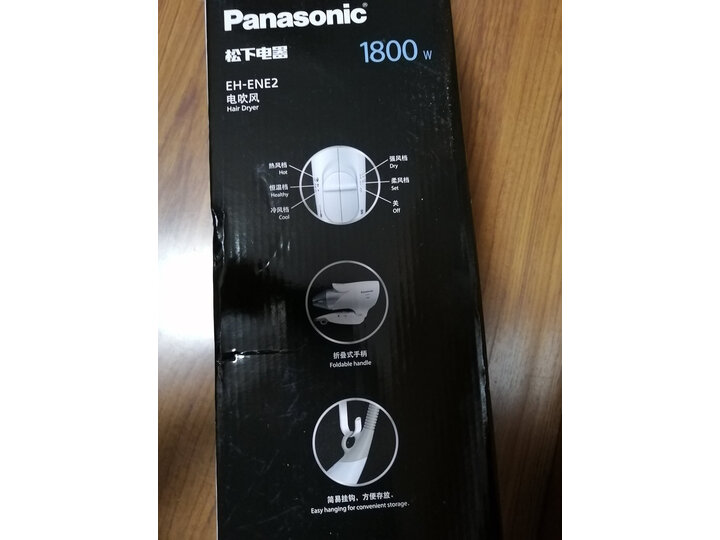 Panasonic®
松下电器
1800 W
EH-ENE2
电吹风
Hair Dryer
热风档
Hot
强风档
Dry
恒温档
Healthy
柔风档
Set
冷风档
Cool
关
Off
Panasonic
折叠式手柄
Foldable handle
简易挂钩、方便存放。
Easy hanging for convenient storage.